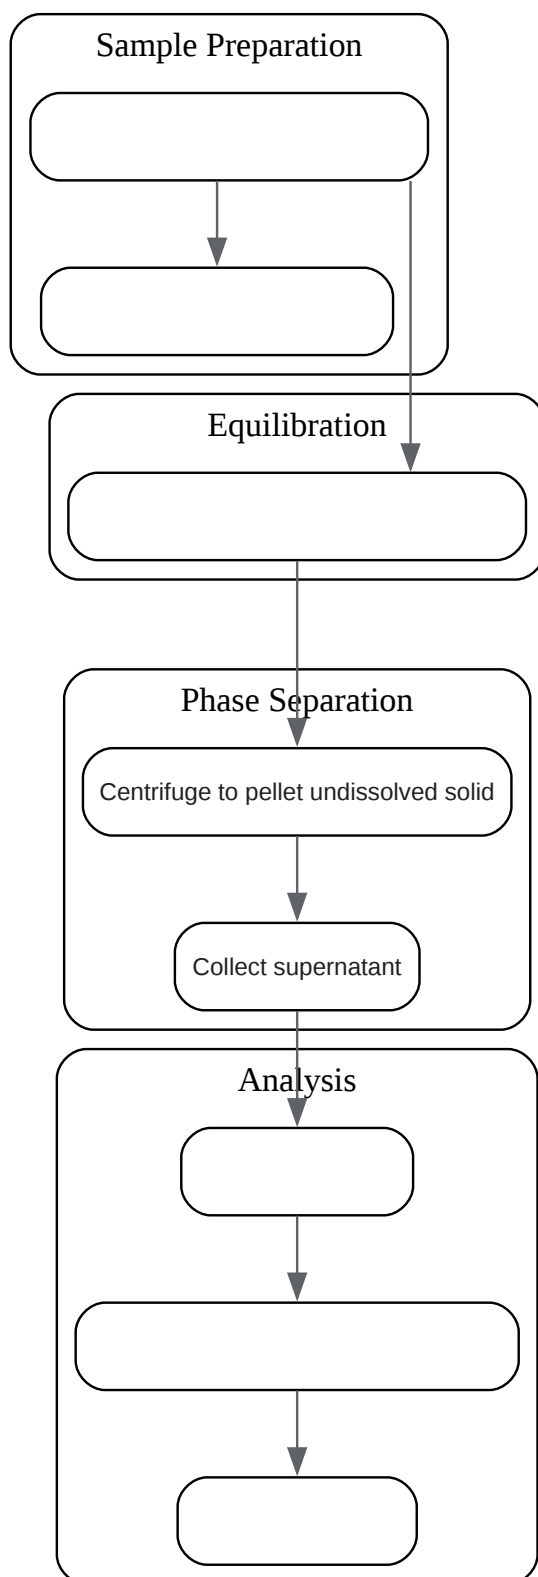 Sample Preparation
Equilibration
Phase Separation
Centrifuge to pellet undissolved solid
Collect supernatant
Analysis